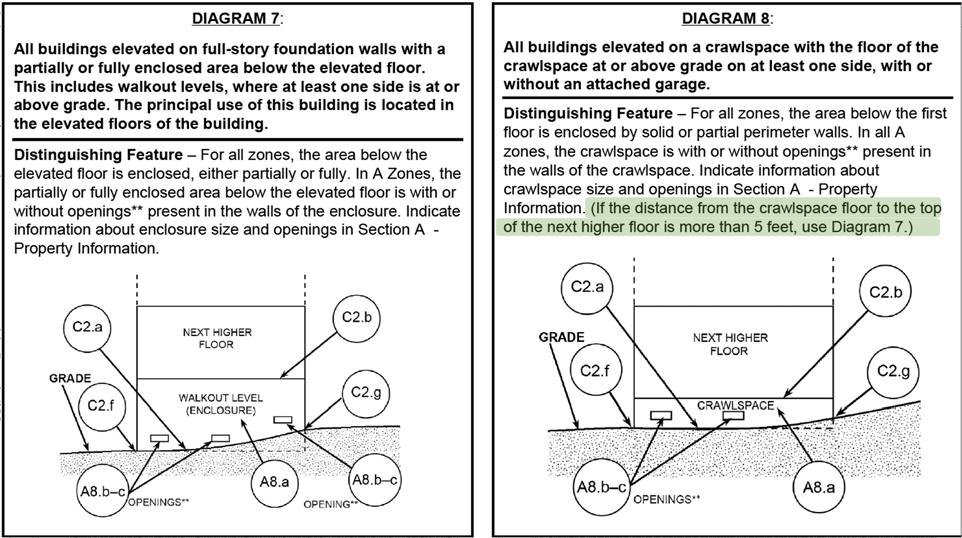 DIAGRAM 7:
All buildings elevated on full-story foundation walls with a
partially or fully enclosed area below the elevated floor.
This includes walkout levels, where at least one side is at or
above grade. The principal use of this building is located in
the elevated floors of the building.
Distinguishing Feature – For all zones, the area below the
elevated floor is enclosed, either partially or fully. In A Zones, the
partially or fully enclosed area below the elevated floor is with or
without openings** present in the walls of the enclosure. Indicate
information about enclosure size and openings in Section A  -
Property Information.
C2.a
C2.b
NEXT HIGHER
FLOOR
GRADE
C2.f
WALKOUT LEVEL
(ENCLOSURE)
C2.g
A8.b–c
OPENINGS**
A8.a
OPENING**
A8.b–c
DIAGRAM 8:
All buildings elevated on a crawlspace with the floor of the
crawlspace at or above grade on at least one side, with or
without an attached garage.
Distinguishing Feature – For all zones, the area below the first
floor is enclosed by solid or partial perimeter walls. In all A
zones, the crawlspace is with or without openings** present in
the walls of the crawlspace. Indicate information about
crawlspace size and openings in Section A  - Property
Information. (If the distance from the crawlspace floor to the top
of the next higher floor is more than 5 feet, use Diagram 7.)
C2.a
C2.b
GRADE
NEXT HIGHER
FLOOR
C2.f
C2.g
CRAWLSPACE
A8.b–c
OPENINGS**
A8.a